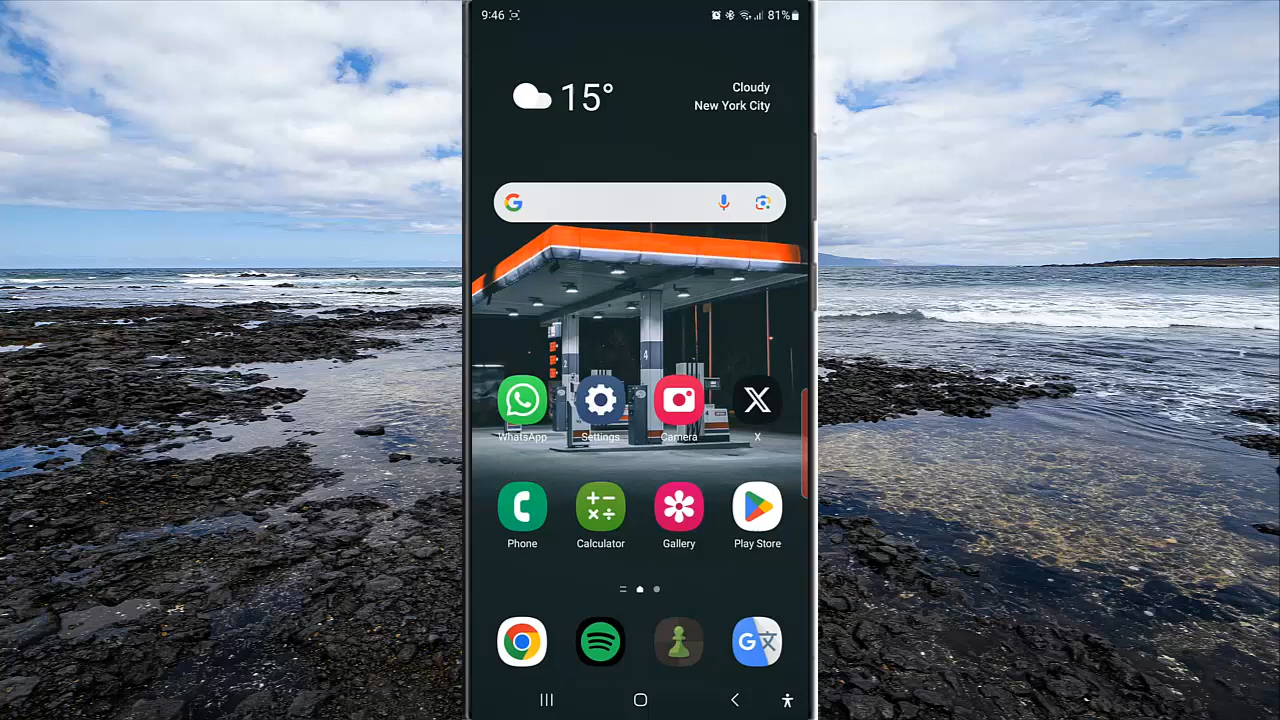 9:46
81%
15°
Cloudy
New York City
4
WhatsApp
Settings
Camera
X
Phone
Calculator
Gallery
Play Store